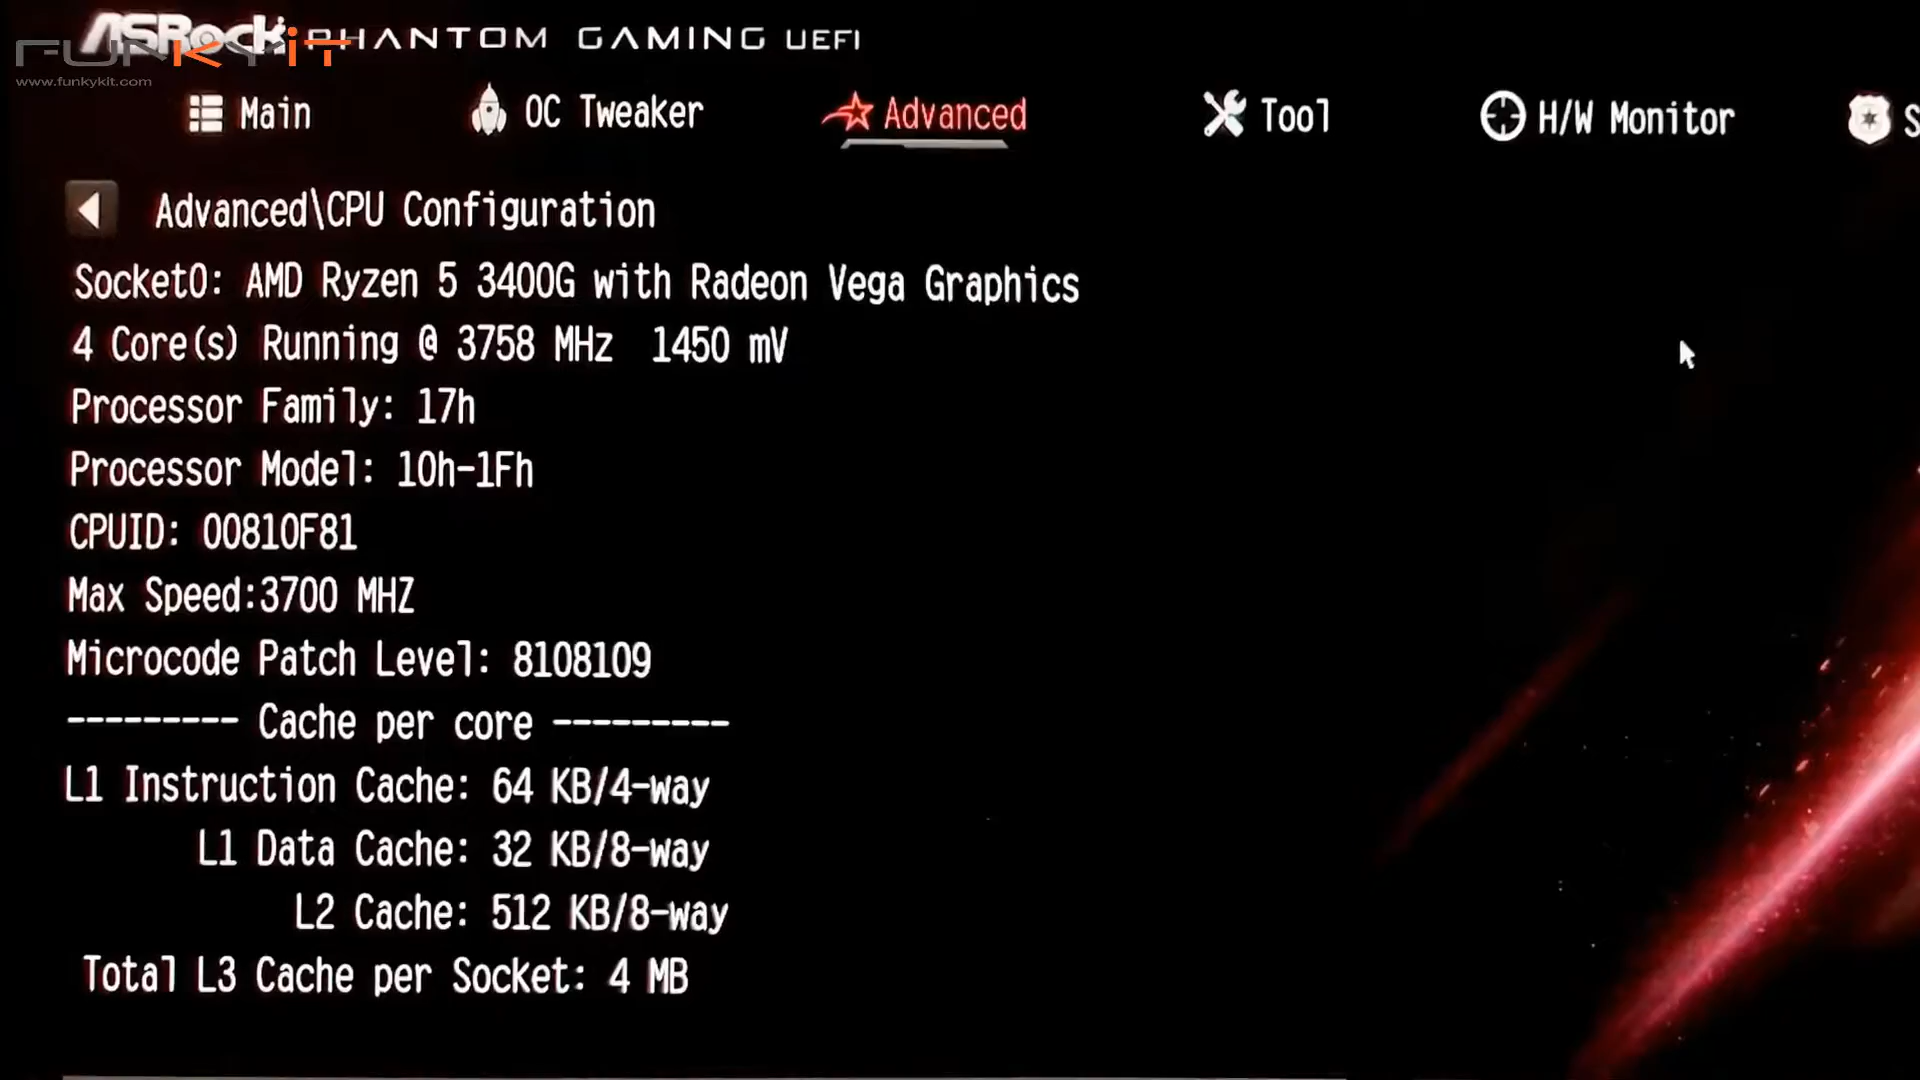 ASRock PHANTOM GAMING UEFI
FUNKYKIT
www.funkykit.com
Main OC Tweaker Advanced Tool H/W Monitor S
Advanced\CPU Configuration
Socket0: AMD Ryzen 5 3400G with Radeon Vega Graphics
4 Core(s) Running @ 3758 MHz  1450 mV
Processor Family: 17h
Processor Model: 10h-1Fh
CPUID: 00810F81
Max Speed:3700 MHZ
Microcode Patch Level: 8108109
--------- Cache per core ---------
L1 Instruction Cache: 64 KB/4-way
L1 Data Cache: 32 KB/8-way
L2 Cache: 512 KB/8-way
Total L3 Cache per Socket: 4 MB